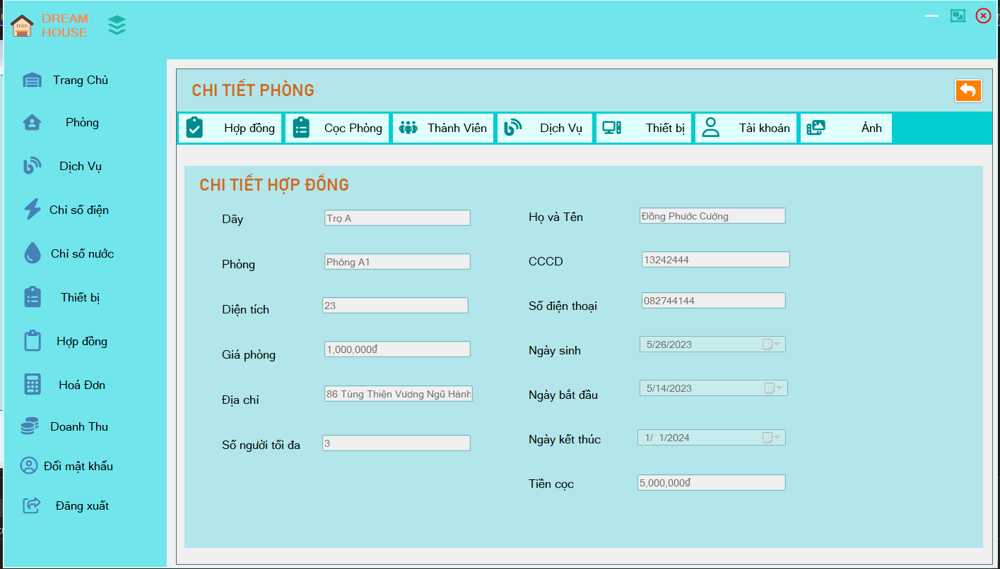 DREAM
HOUSE
Trang Chủ
Phòng
Dịch Vụ
Chỉ số điện
Chỉ số nước
Thiết bị
Hợp đồng
Hoá Đơn
Doanh Thu
Đổi mật khẩu
Đăng xuất
CHI TIẾT PHÒNG
Hợp đồng
Cọc Phòng
Thành Viên
Dịch Vụ
Thiết bị
Tài khoản
Ảnh
CHI TIẾT HỢP ĐỒNG
Dãy
Trọ A
Phòng
Phòng A1
Diện tích
23
Giá phòng
1,000,000₫
Địa chỉ
86 Tùng Thiện Vương Ngũ Hành
Số người tối đa
3
Họ và Tên
Đồng Phước Cường
CCCD
13242444
Số điện thoại
082744144
Ngày sinh
5/26/2023
Ngày bắt đầu
5/14/2023
Ngày kết thúc
1/ 1/2024
Tiền cọc
5,000,000₫